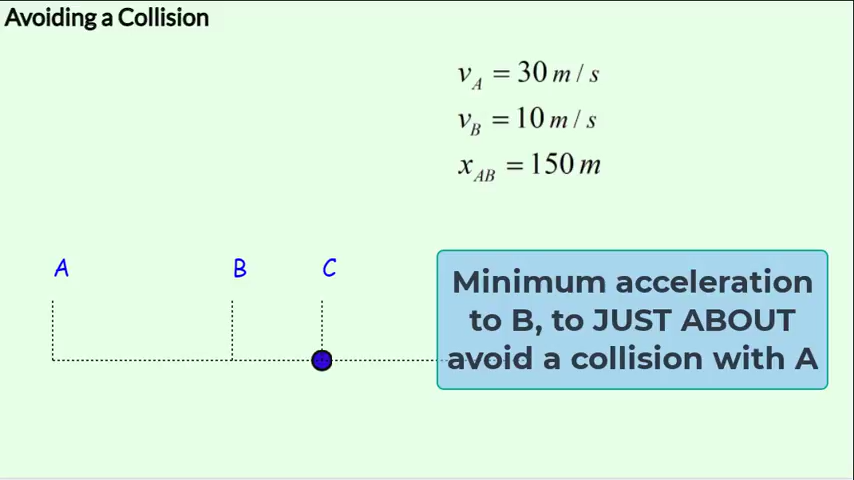 Avoiding a Collision
v_A = 30 m / s
v_B = 10 m / s
x_AB = 150 m
A B C
Minimum acceleration
to B, to JUST ABOUT
avoid a collision with A